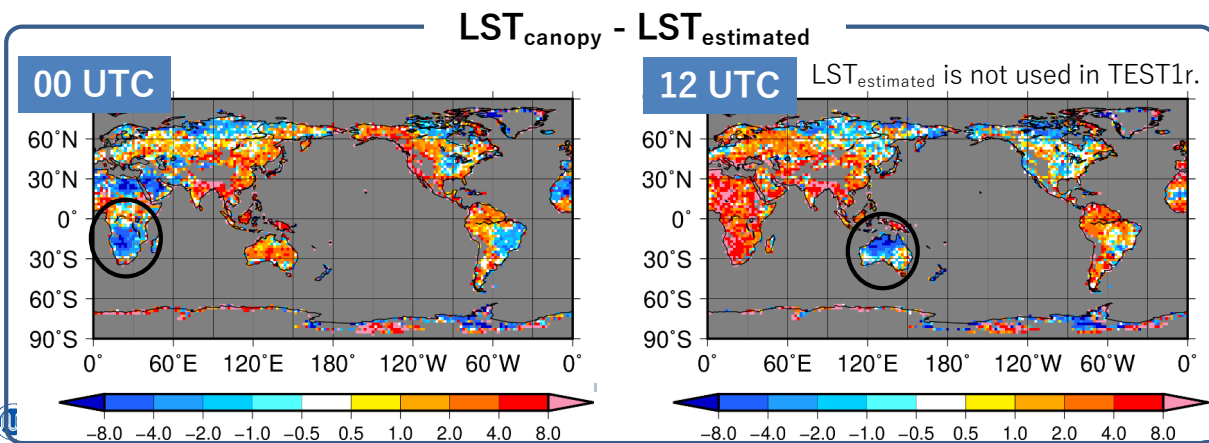 LSTcanopy - LSTestimated
00 UTC
12 UTC
LSTestimated is not used in TEST1r.
60˚N
30˚N
0˚
30˚S
60˚S
90˚S
0˚ 60˚E 120˚E 180˚ 120˚W 60˚W 0˚
60˚N
30˚N
0˚
30˚S
60˚S
90˚S
0˚ 60˚E 120˚E 180˚ 120˚W 60˚W 0˚
−8.0 −4.0 −2.0 −1.0 −0.5 0.5 1.0 2.0 4.0 8.0
−8.0 −4.0 −2.0 −1.0 −0.5 0.5 1.0 2.0 4.0 8.0